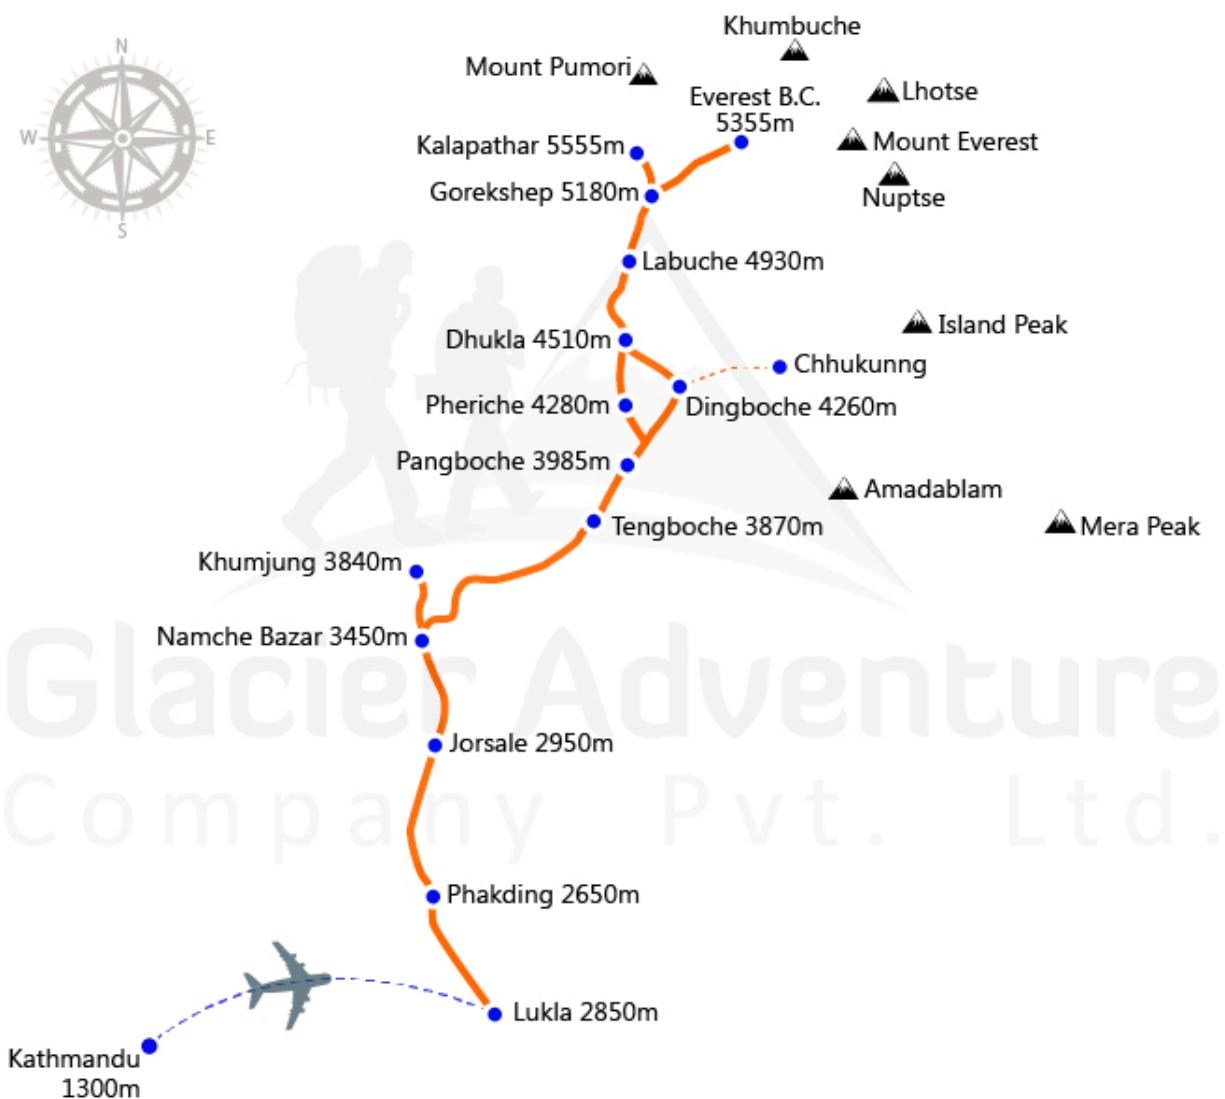 Khumbuche
N
Mount Pumori
Lhotse
Everest B.C.
5355m
W
E
Kalapathar 5555m
Mount Everest
Gorekshep 5180m
Nuptse
S
Labuche 4930m
Island Peak
Dhukla 4510m
Chhukunng
Pheriche 4280m
Dingboche 4260m
Pangboche 3985m
Amadablam
Tengboche 3870m
Mera Peak
Khumjung 3840m
Namche Bazar 3450m
Glacier Adventure
Jorsale 2950m
Company Pvt. Ltd.
Phakding 2650m
Lukla 2850m
Kathmandu
1300m